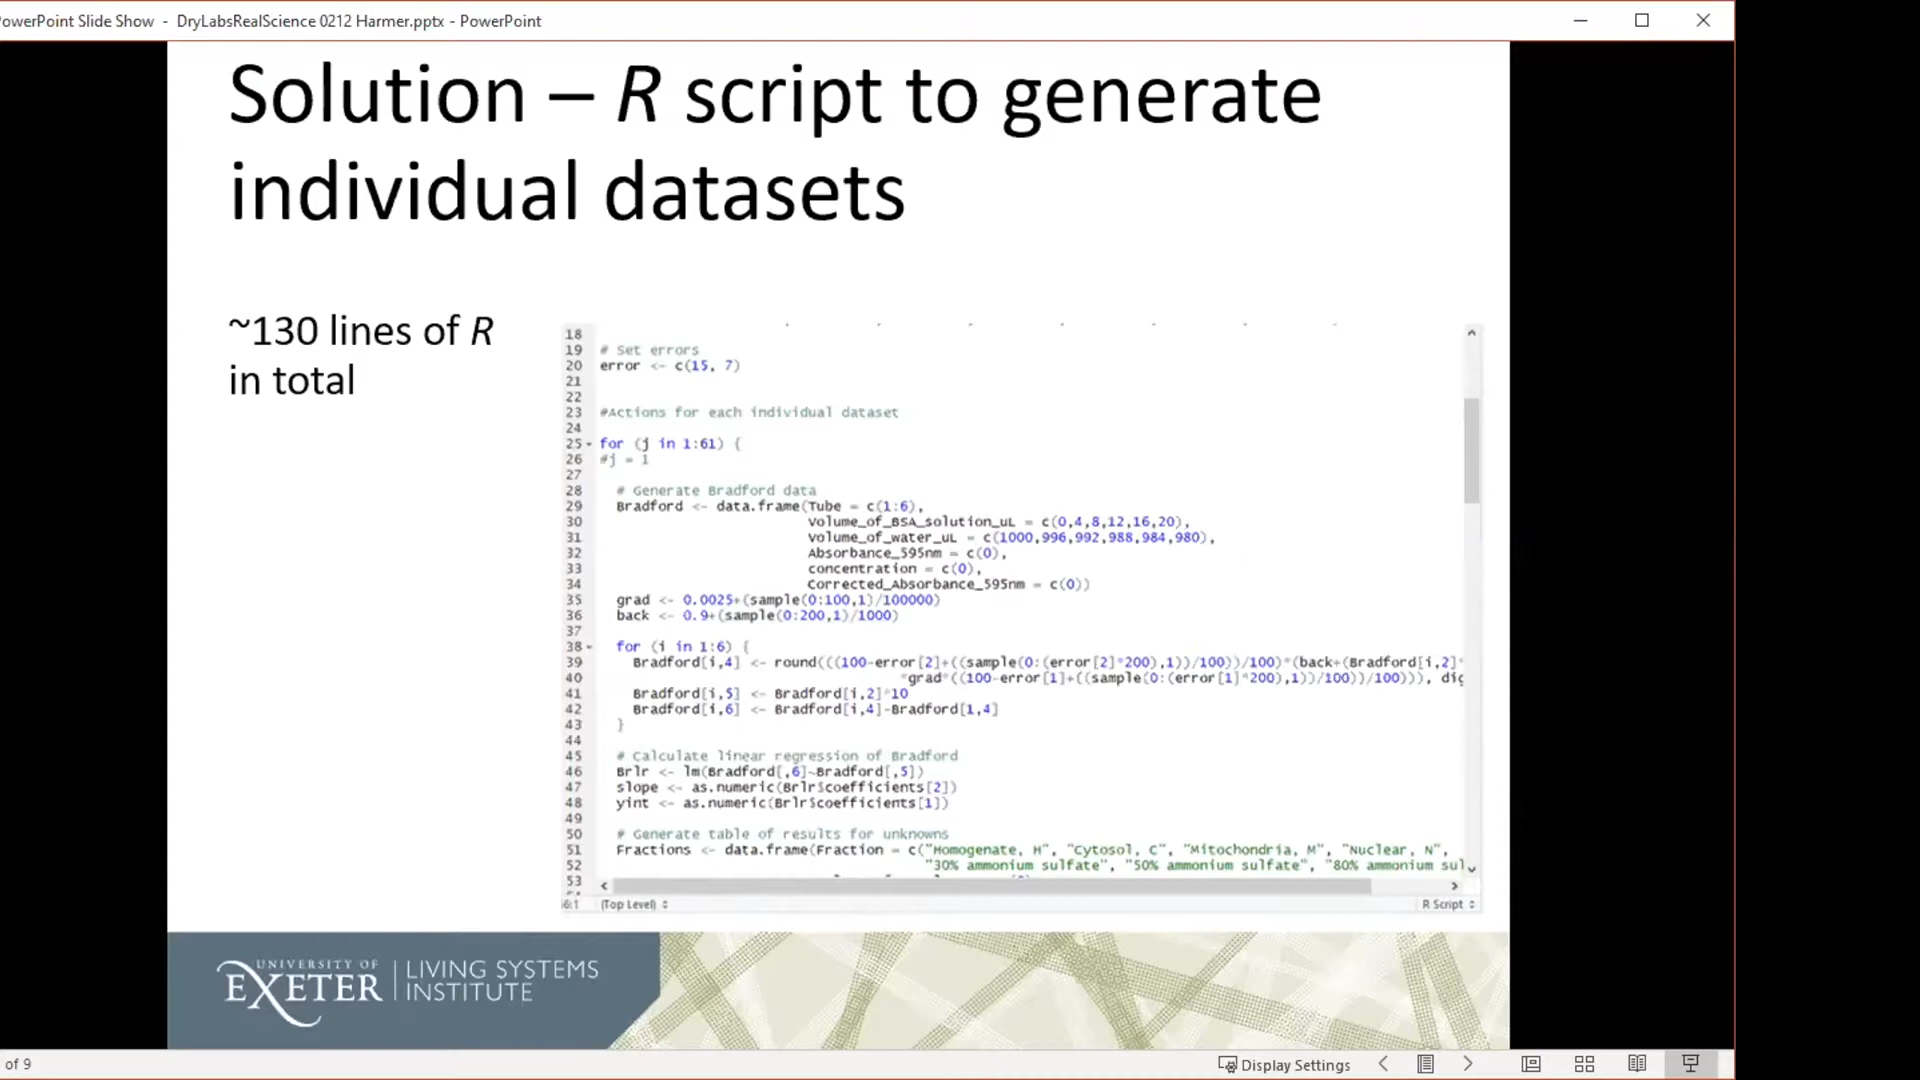 PowerPoint Slide Show - DryLabsRealScience 0212 Harmer.pptx - PowerPoint
Solution – R script to generate
individual datasets
~130 lines of R
in total
18
19 # Set errors
20 error <- c(15, 7)
21
22
23 #Actions for each individual dataset
24
25 for (j in 1:61) {
26 #j = 1
27
28 # Generate Bradford data
29 Bradford <- data.frame(Tube = c(1:6),
30 Volume_of_BSA_solution_uL = c(0,4,8,12,16,20),
31 Volume_of_water_uL = c(1000,996,992,988,984,980),
32 Absorbance_595nm = c(0),
33 concentration = c(0),
34 Corrected_Absorbance_595nm = c(0))
35 grad <- 0.0025+(sample(0:100,1)/100000)
36 back <- 0.9+(sample(0:200,1)/1000)
37
38 for (i in 1:6) {
39 Bradford[i,4] <- round(((100-error[2]+((sample(0:(error[2]*200),1))/100))/100)*(back+(Bradford[i,2]*
40 *grad*((100-error[1]+((sample(0:(error[1]*200),1))/100))/100))), dig
41 Bradford[i,5] <- Bradford[i,2]*10
42 Bradford[i,6] <- Bradford[i,4]-Bradford[1,4]
43 }
44
45 # Calculate linear regression of Bradford
46 Brlr <- lm(Bradford[,6]~Bradford[,5])
47 slope <- as.numeric(Brlr$coefficients[2])
48 yint <- as.numeric(Brlr$coefficients[1])
49
50 # Generate table of results for unknowns
51 Fractions <- data.frame(Fraction = c("Homogenate, H", "Cytosol, C", "Mitochondria, M", "Nuclear, N",
52 "30% ammonium sulfate", "50% ammonium sulfate", "80% ammonium sul
53
(Top Level) R Script
UNIVERSITY OF
EXETER
LIVING SYSTEMS
INSTITUTE
of 9 Display Settings